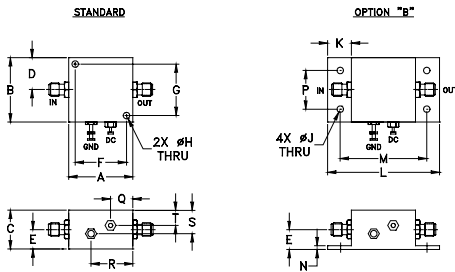 STANDARD
OPTION "B"
K
D
B
IN
OUT
G
P
IN
OUT
GND
DC
2X øH
THRU
4X øJ
THRU
GND
DC
F
A
M
L
Q
T
S
C
E
R
E
N